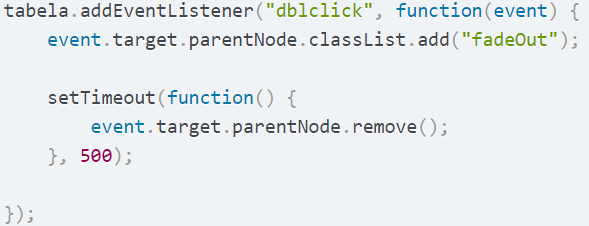 tabela.addEventListener("dblclick", function(event) {
    event.target.parentNode.classList.add("fadeOut");
    setTimeout(function() {
        event.target.parentNode.remove();
    }, 500);
});